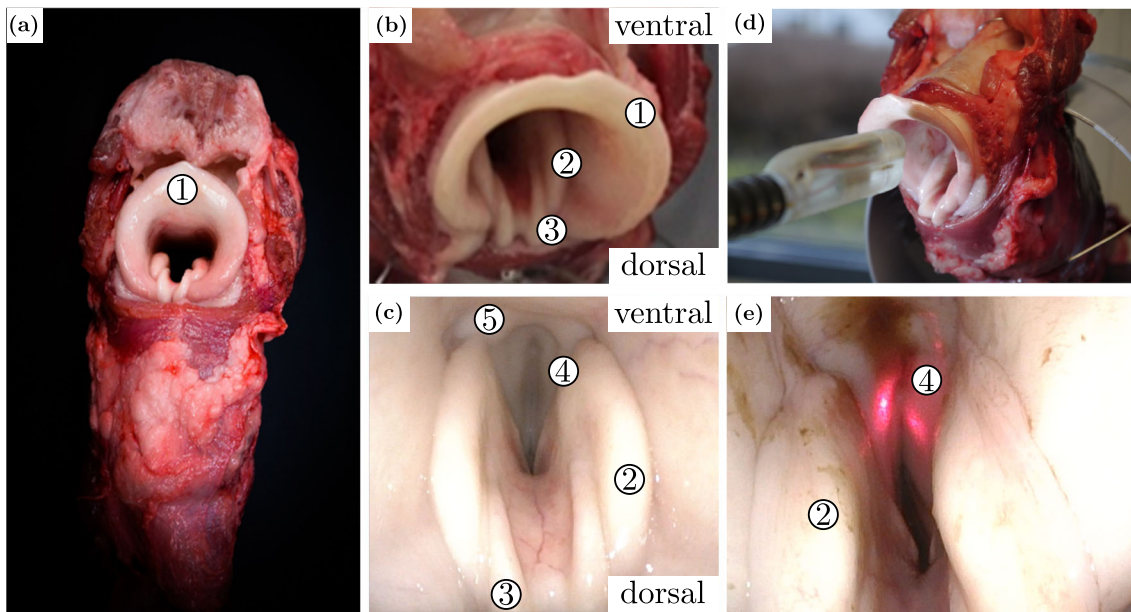 (a)
①
(b)
ventral
①
②
③
dorsal
(c)
ventral
⑤
④
②
③
dorsal
(d)
(e)
④
②